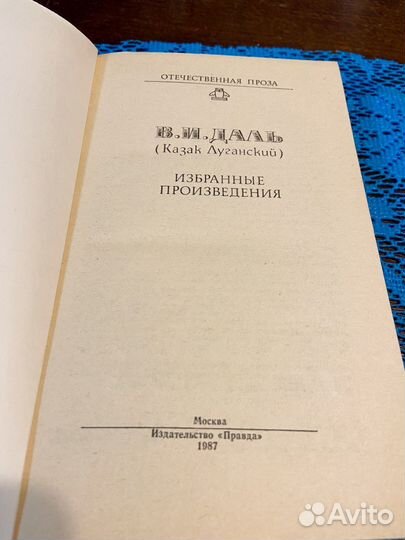 ОТЕЧЕСТВЕННАЯ ПРОЗА
В.И.ДАЛЬ
(Казак Луганский)
ИЗБРАННЫЕ
ПРОИЗВЕДЕНИЯ
Москва
Издательство «Правда»
1987
Avito